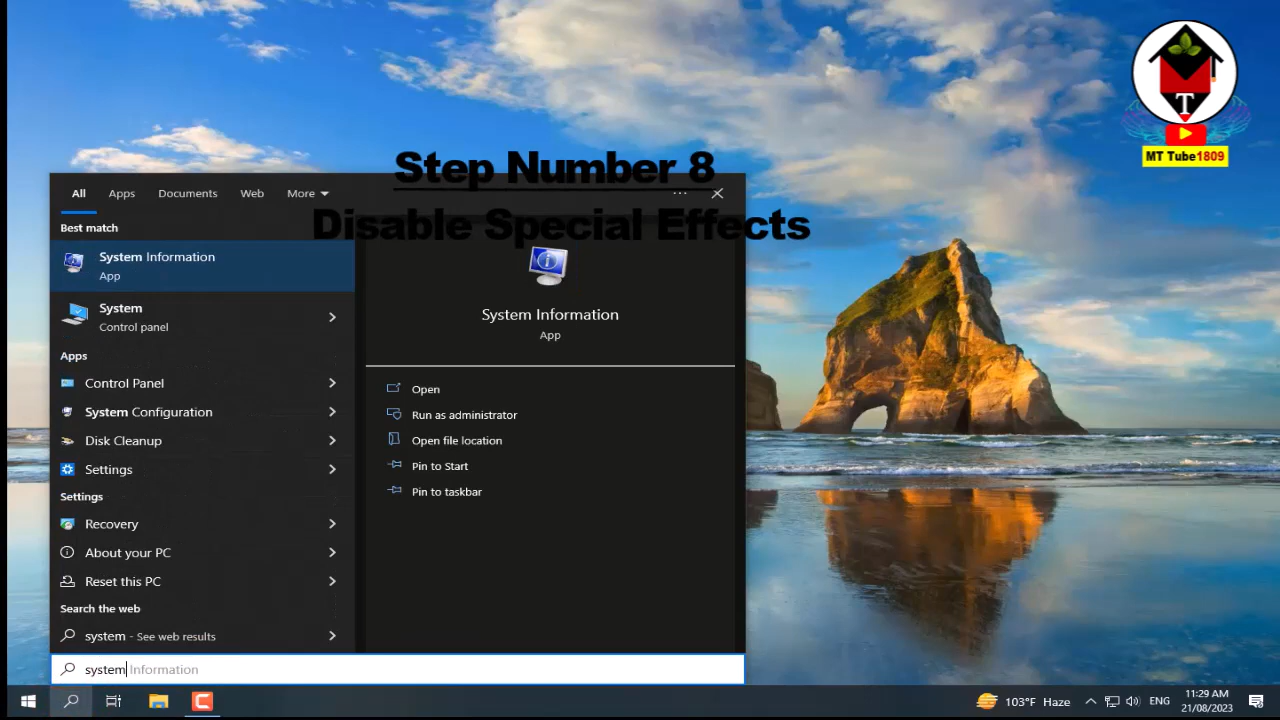 T
MT Tube1809
Step Number 8
Disable Special Effects
All Apps Documents Web More ...
Best match
System Information
App
System
Control panel
Apps
Control Panel
System Configuration
Disk Cleanup
Settings
Settings
Recovery
About your PC
Reset this PC
Search the web
system - See web results
system Information
System Information
App
Open
Run as administrator
Open file location
Pin to Start
Pin to taskbar
103°F Haze
ENG
11:29 AM
21/08/2023